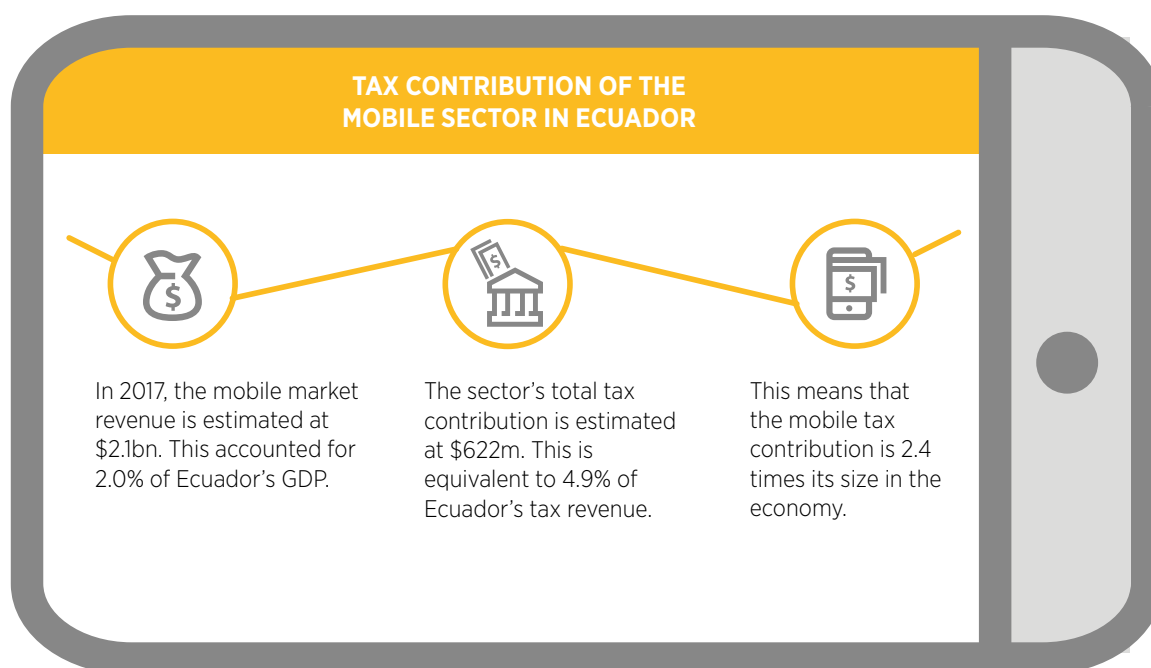 TAX CONTRIBUTION OF THE
MOBILE SECTOR IN ECUADOR
$
$
$
In 2017, the mobile market
revenue is estimated at
$2.1bn. This accounted for
2.0% of Ecuador’s GDP.
The sector’s total tax
contribution is estimated
at $622m. This is
equivalent to 4.9% of
Ecuador’s tax revenue.
This means that
the mobile tax
contribution is 2.4
times its size in the
economy.